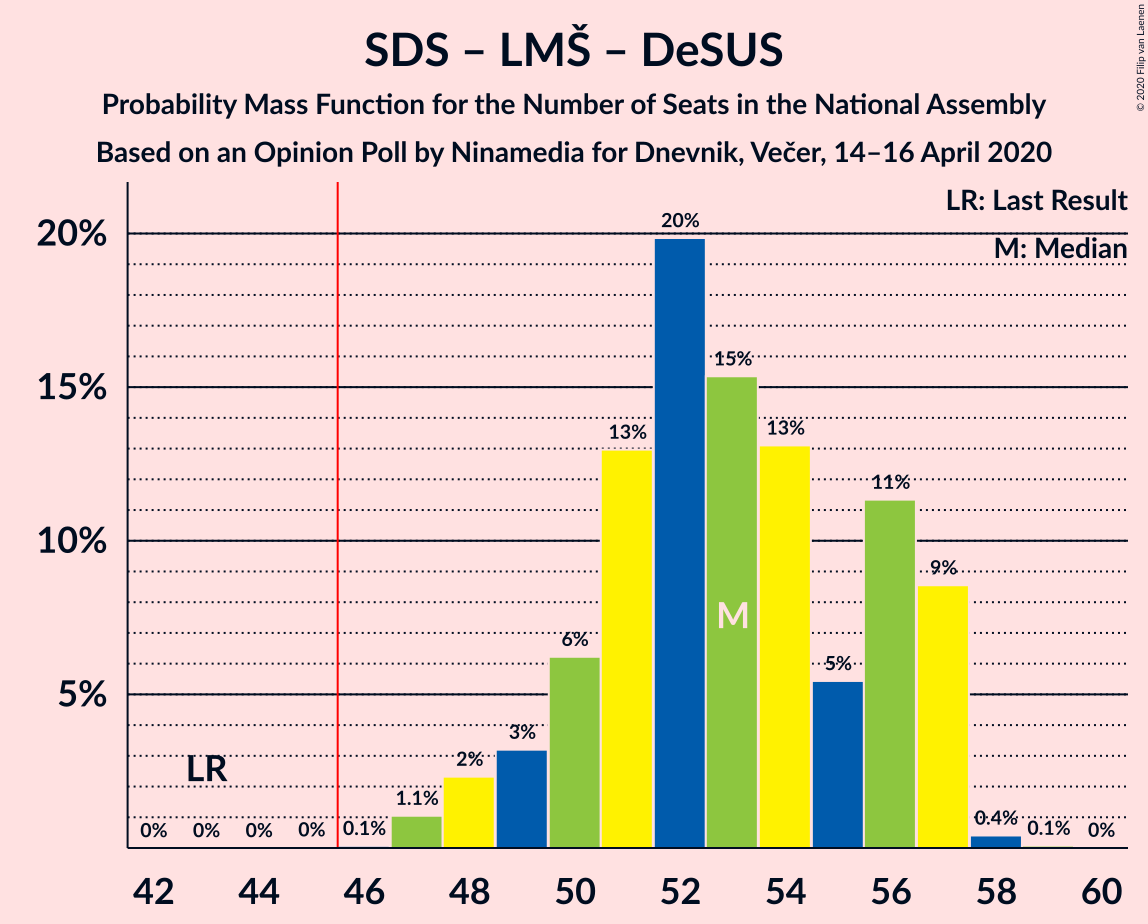 SDS – LMŠ – DeSUS
Probability Mass Function for the Number of Seats in the National Assembly
Based on an Opinion Poll by Ninamedia for Dnevnik, Večer, 14–16 April 2020
© 2020 Filip van Laenen
LR: Last Result
M: Median
20%
15%
10%
5%
0%
0%
0%
0%
0.1%
1.1%
2%
3%
6%
13%
20%
15%
13%
5%
11%
9%
0.4%
0.1%
0%
LR
M
42 44 46 48 50 52 54 56 58 60